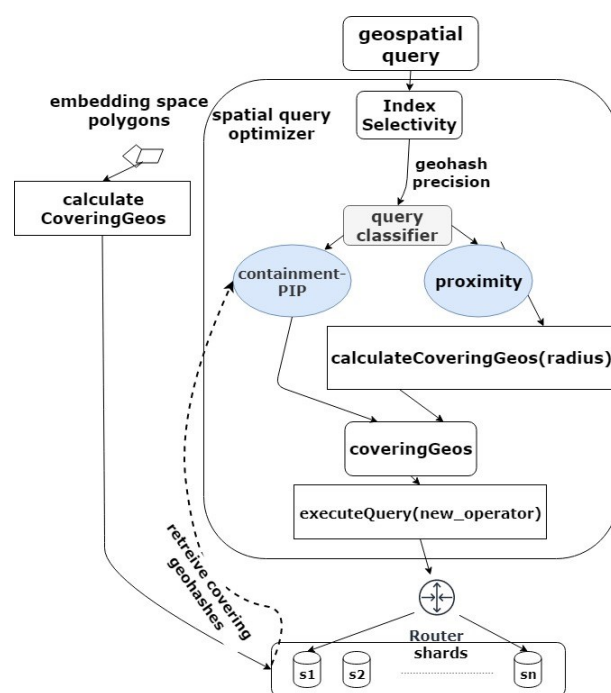 geospatial
query
embedding space
polygons
spatial query
optimizer
Index
Selectivity
geohash
precision
calculate
CoveringGeos
query
classifier
containment-
PIP
proximity
calculateCoveringGeos(radius)
coveringGeos
executeQuery(new_operator)
retreive covering
geohashes
Router
shards
s1
s2
sn